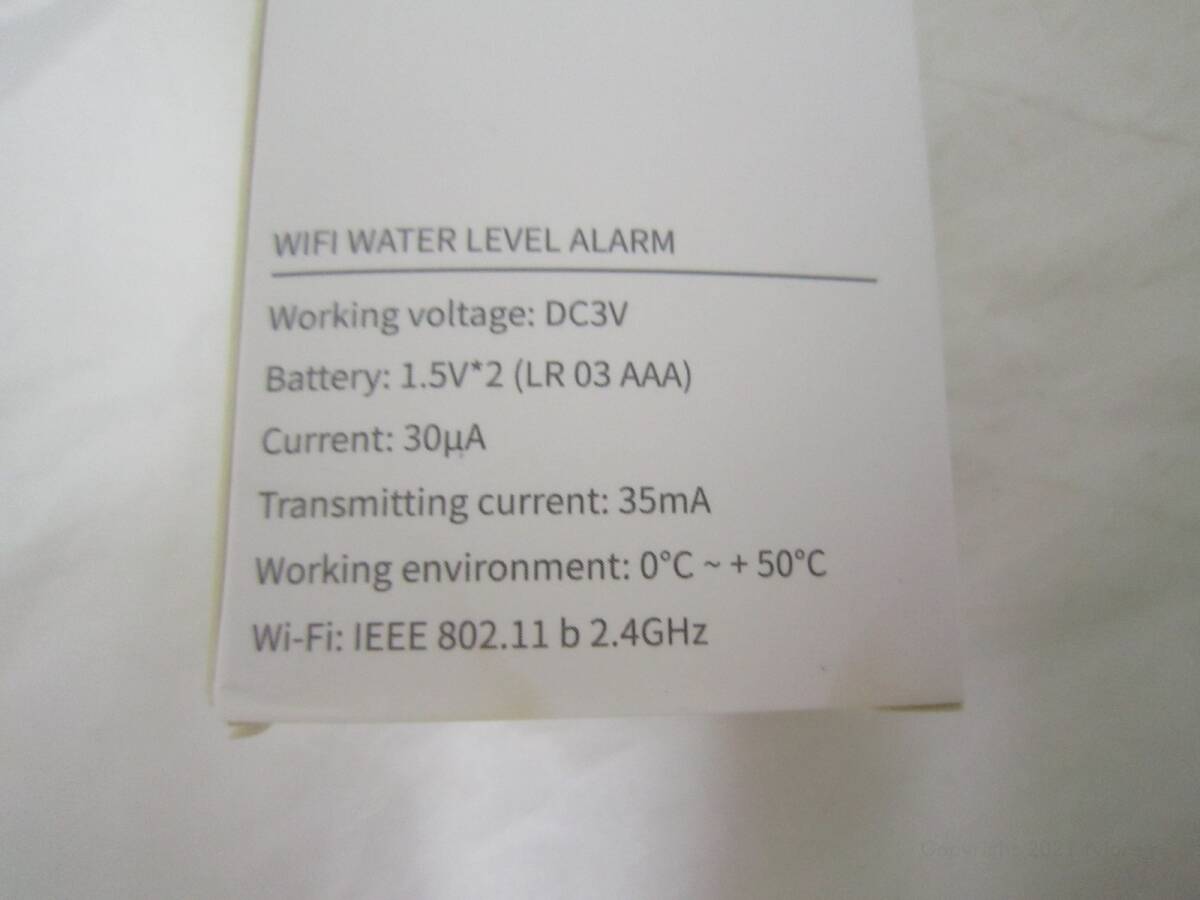 WIFI WATER LEVEL ALARM
Working voltage: DC3V
Battery: 1.5V*2 (LR 03 AAA)
Current: 30μA
Transmitting current: 35mA
Working environment: 0°C ~ + 50°C
Wi-Fi: IEEE 802.11 b 2.4GHz
Copyright